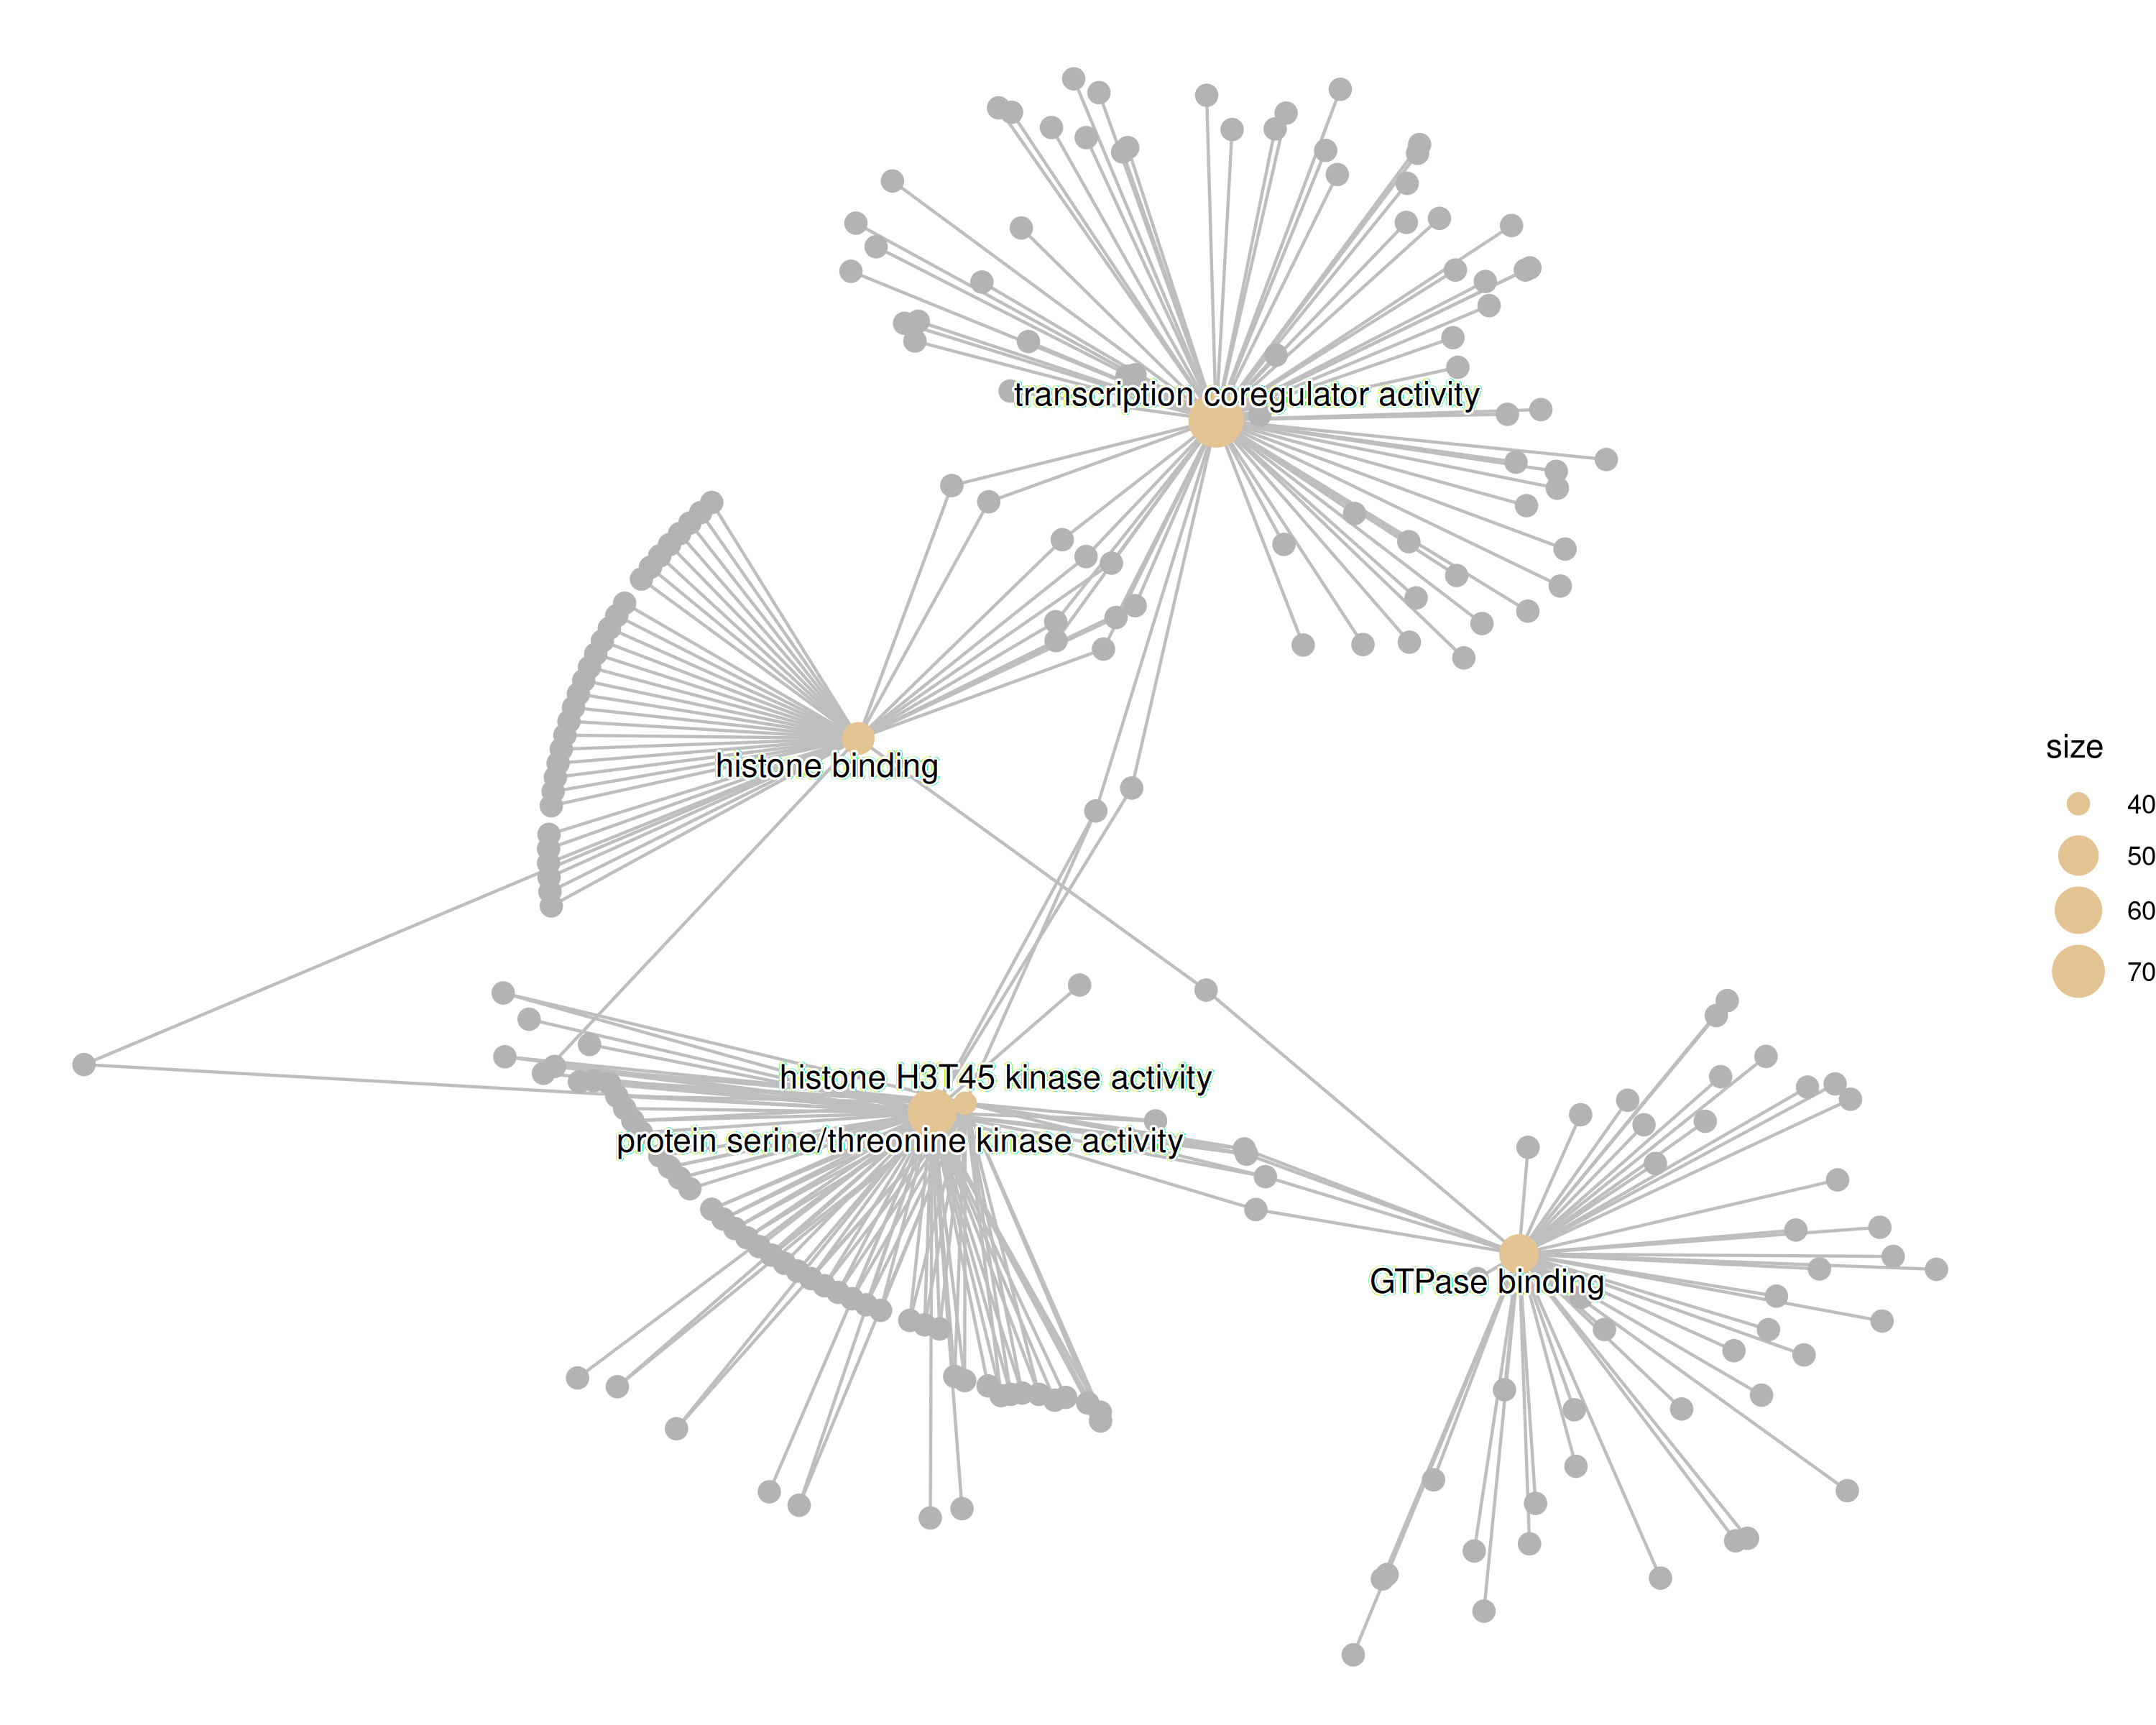 transcription coregulator activity
histone binding
histone H3T45 kinase activity
protein serine/threonine kinase activity
GTPase binding
size
40
50
60
70